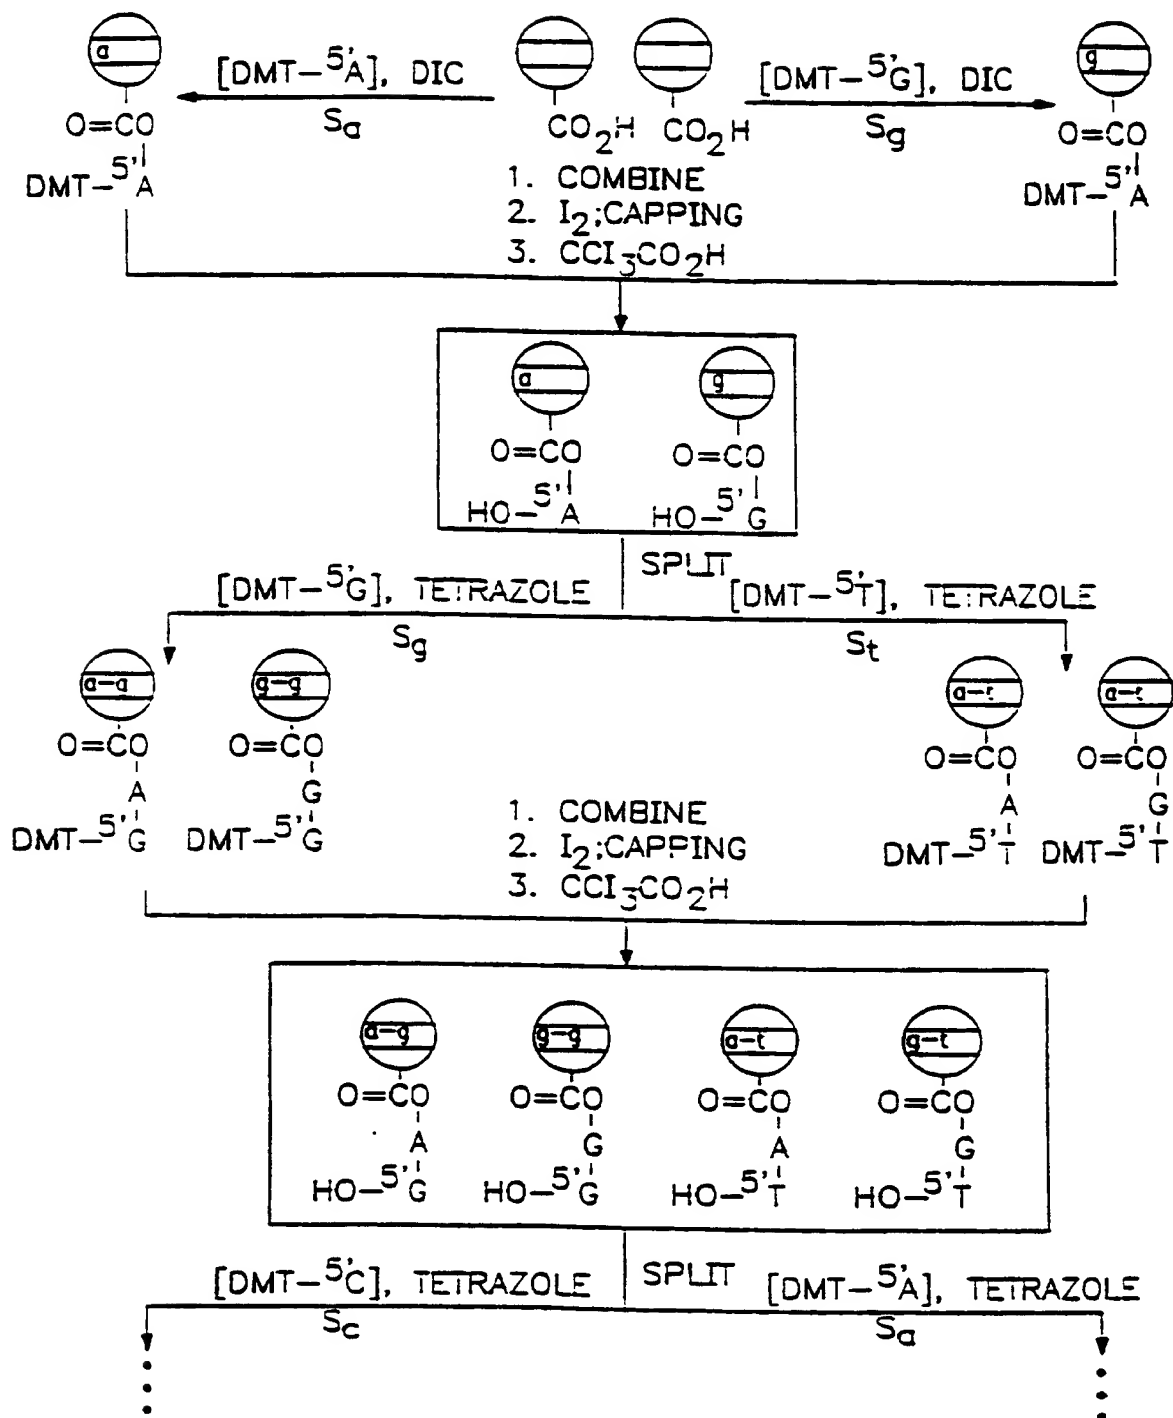 a
g
[DMT-5'A], DIC
[DMT-5'G], DIC
Sa
Sg
CO2H
CO2H
O=CO
O=CO
DMT-5'A
DMT-5'A
1. COMBINE
2. I2;CAPPING
3. CCI3CO2H
a
g
O=CO
O=CO
HO-5'A
HO-5'G
SPLIT
[DMT-5'G], TETRAZOLE
[DMT-5'T], TETRAZOLE
Sg
St
a-a
g-g
a-t
a-t
O=CO
O=CO
O=CO
O=CO
A
G
A
G
DMT-5'G
DMT-5'G
DMT-5'T
DMT-5'T
1. COMBINE
2. I2;CAPPING
3. CCI3CO2H
a-g
g-g
a-t
g-t
O=CO
O=CO
O=CO
O=CO
A
G
A
G
HO-5'G
HO-5'G
HO-5'T
HO-5'T
SPLIT
[DMT-5'C], TETRAZOLE
[DMT-5'A], TETRAZOLE
Sc
Sa